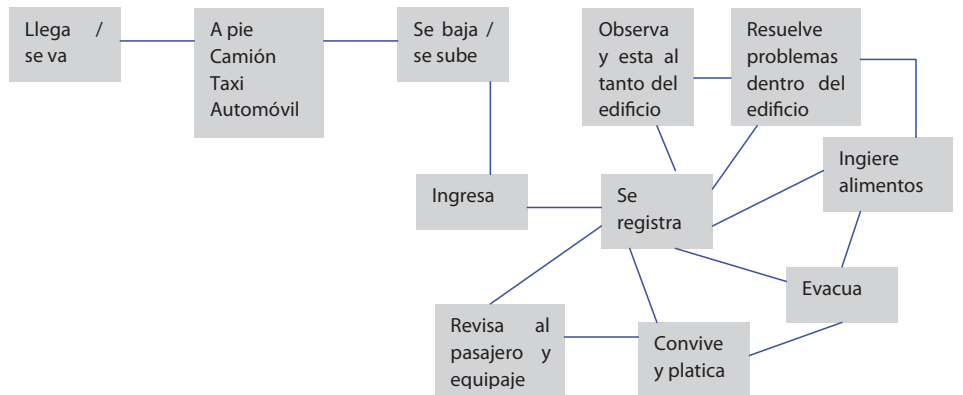 Llega /
se va
A pie
Camión
Taxi
Automóvil
Se baja /
se sube
Observa
y esta al
tanto del
edificio
Resuelve
problemas
dentro del
edificio
Ingiere
alimentos
Ingresa
Se
registra
Evacua
Revisa al
pasajero y
equipaje
Convive
y platica